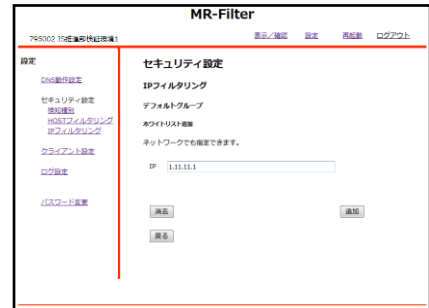 MR-Filter
795002 IS推進部検証環境1
表示/確認 設定 再起動 ログアウト
設定
DNS動作設定
セキュリティ設定
検知種別
HOSTフィルタリング
IPフィルタリング
クライアント設定
ログ設定
パスワード変更
セキュリティ設定
IPフィルタリング
デフォルトグループ
ホワイトリスト追加
ネットワークでも指定できます。
IP 1.11.11.1
消去 追加
戻る